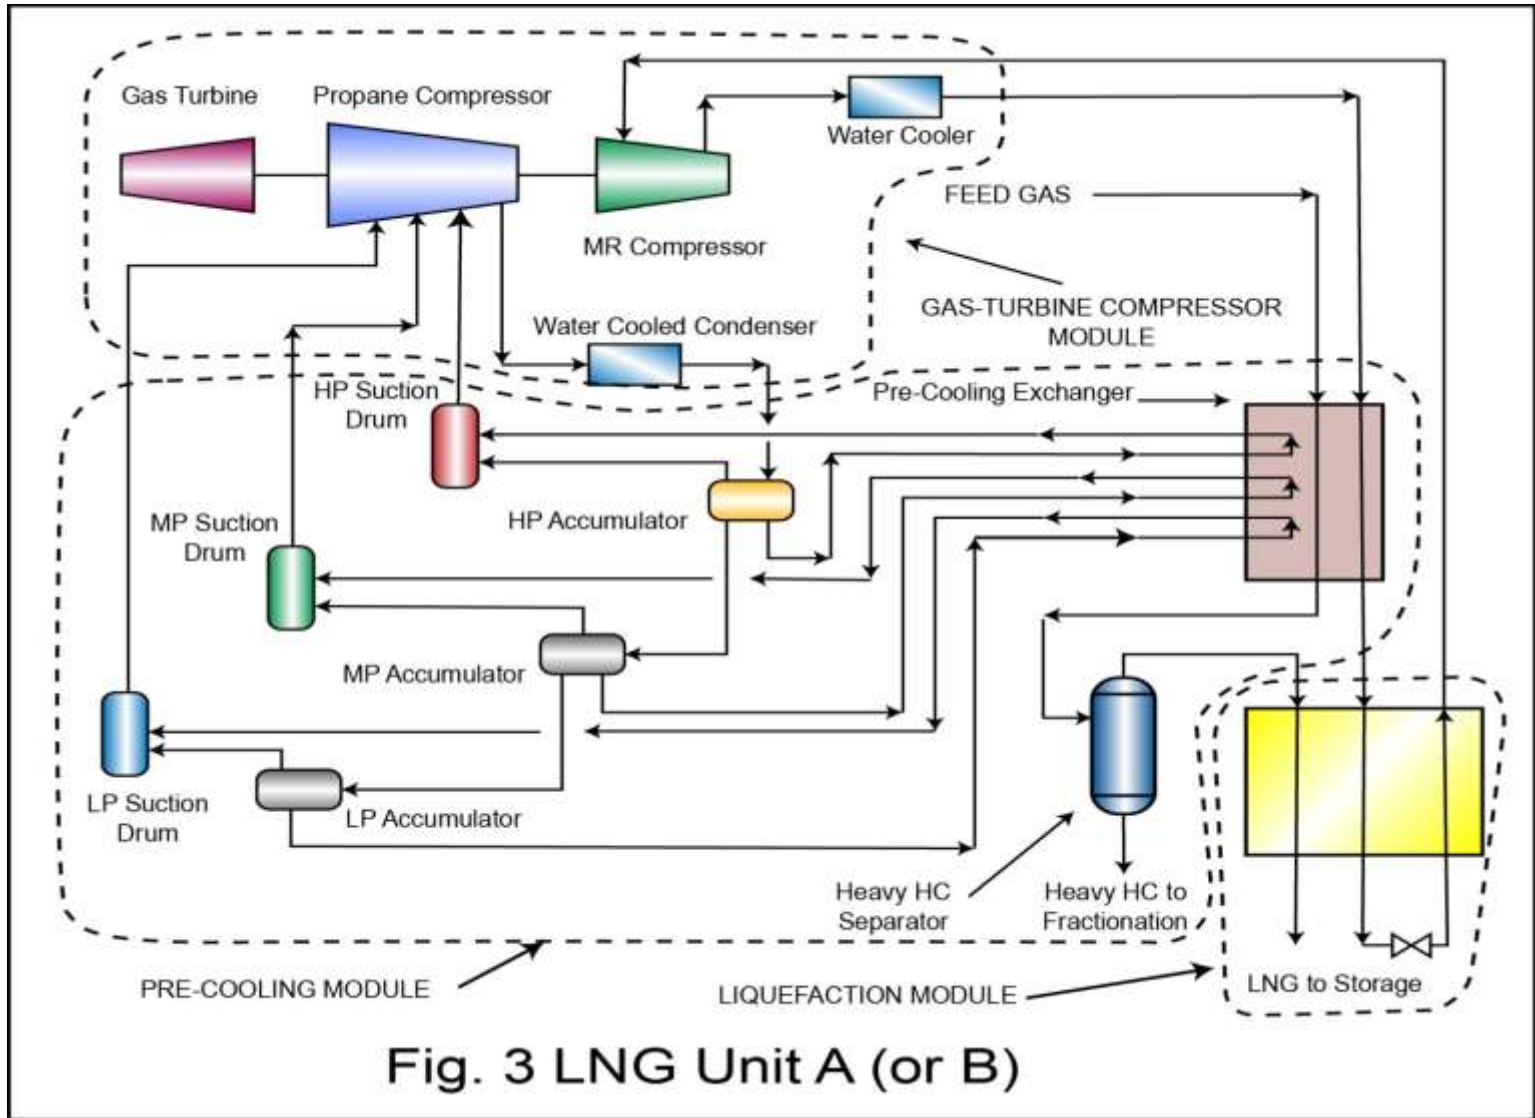 Gas Turbine
Propane Compressor
Water Cooler
FEED GAS
MR Compressor
GAS-TURBINE COMPRESSOR
MODULE
Water Cooled Condenser
HP Suction
Drum
Pre-Cooling Exchanger
MP Suction
Drum
HP Accumulator
MP Accumulator
LP Suction
Drum
LP Accumulator
Heavy HC
Separator
Heavy HC to
Fractionation
PRE-COOLING MODULE
LIQUEFACTION MODULE
LNG to Storage
Fig. 3 LNG Unit A (or B)